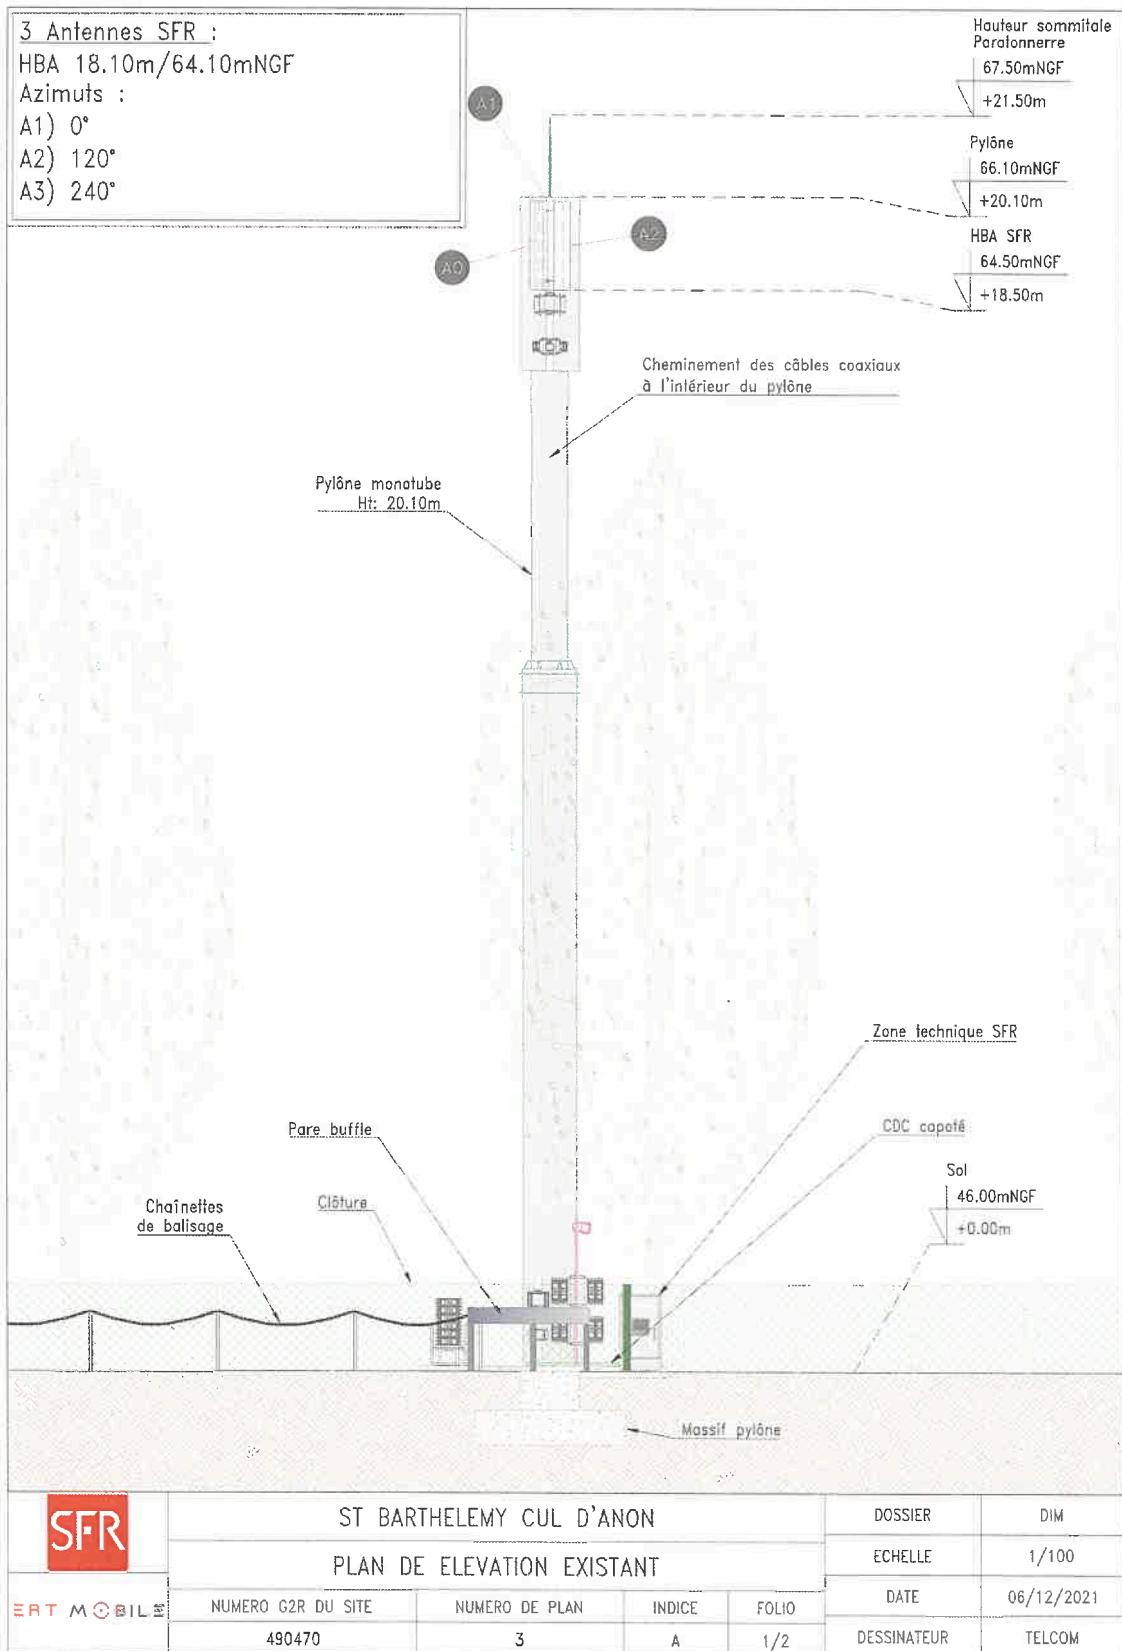 3 Antennes SFR :
HBA 18.10m/64.10mNGF
Azimuts :
A1) 0°
A2) 120°
A3) 240°
Hauteur sommitale
Paratonnerre
67.50mNGF
+21.50m
A1
Pylône
66.10mNGF
+20.10m
A2
HBA SFR
64.50mNGF
+18.50m
A0
Cheminement des câbles coaxiaux
à l'intérieur du pylône
Pylône monotube
Ht: 20.10m
Zone technique SFR
Pare buffle
CDC capoté
Sol
46.00mNGF
+0.00m
Clôture
Chaînettes
de balisage
Massif pylône
SFR
ERT MOBILE
ST BARTHELEMY CUL D'ANON
PLAN DE ELEVATION EXISTANT
NUMERO G2R DU SITE
NUMERO DE PLAN
INDICE
FOLIO
490470
3
A
1/2
DOSSIER
DIM
ECHELLE
1/100
DATE
06/12/2021
DESSINATEUR
TELCOM